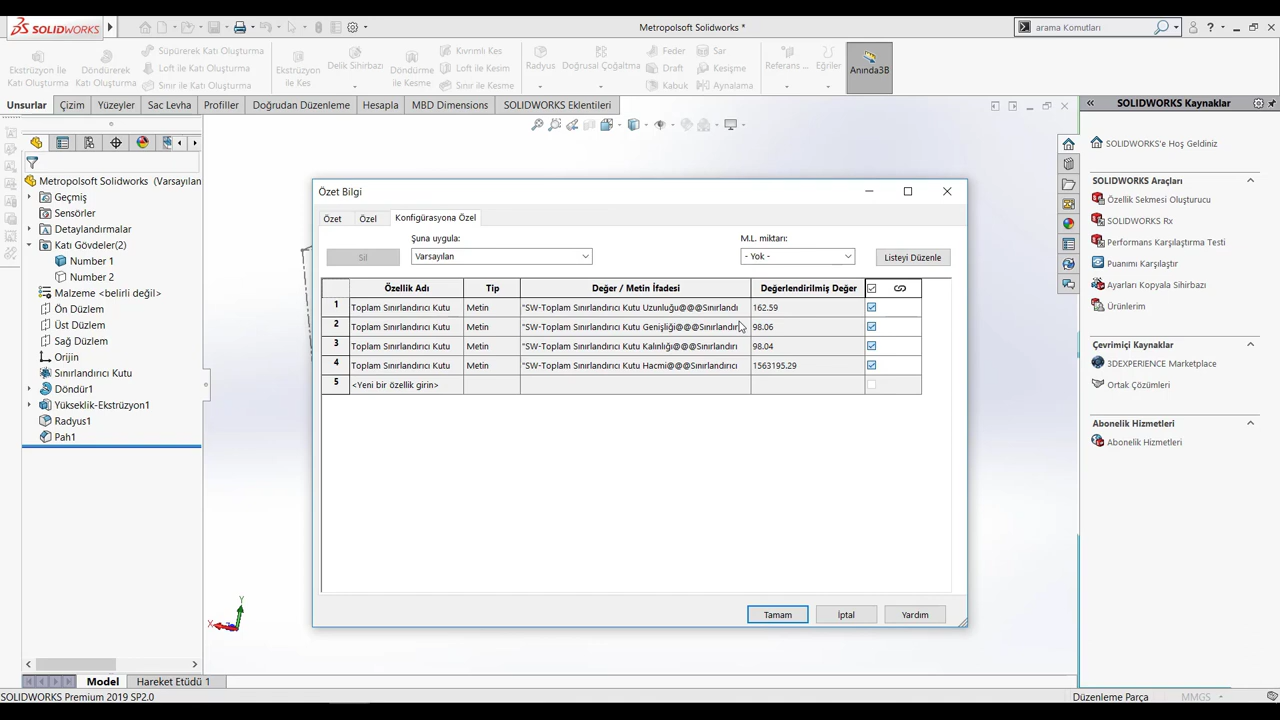 SOLIDWORKS
Metropolsoft Solidworks *
arama Komutları
Ekstrüzyon İle Katı Oluşturma
Döndürerek Katı Oluşturma
Süpürerek Katı Oluşturma
Loft ile Katı Oluşturma
Sınır ile Katı Oluşturma
Ekstrüzyon ile Kes
Delik Sihirbazı
Döndürme ile Kesme
Kıvrımlı Kes
Loft ile Kesim
Sınır ile Kesme
Radyus
Doğrusal Çoğaltma
Feder
Draft
Kabuk
Sar
Kesişme
Aynalama
Referans ...
Eğriler
Anında3B
Unsurlar
Çizim
Yüzeyler
Sac Levha
Profiller
Doğrudan Düzenleme
Hesapla
MBD Dimensions
SOLIDWORKS Eklentileri
Metropolsoft Solidworks (Varsayılan
Geçmiş
Sensörler
Detaylandırmalar
Katı Gövdeler(2)
Number 1
Number 2
Malzeme <belirli değil>
Ön Düzlem
Üst Düzlem
Sağ Düzlem
Orijin
Sınırlandırıcı Kutu
Döndür1
Yükseklik-Ekstrüzyon1
Radyus1
Pah1
Özet Bilgi
Özet
Özel
Konfigürasyona Özel
Şuna uygula:
M.L. miktarı:
Sil
Varsayılan
- Yok -
Listeyi Düzenle
Özellik Adı
Tip
Değer / Metin İfadesi
Değerlendirilmiş Değer
1 Toplam Sınırlandırıcı Kutu Metin "SW-Toplam Sınırlandırıcı Kutu Uzunluğu@@@Sınırlandı 162.59
2 Toplam Sınırlandırıcı Kutu Metin "SW-Toplam Sınırlandırıcı Kutu Genişliği@@@Sınırlandırı 98.06
3 Toplam Sınırlandırıcı Kutu Metin "SW-Toplam Sınırlandırıcı Kutu Kalınlığı@@@Sınırlandırı 98.04
4 Toplam Sınırlandırıcı Kutu Metin "SW-Toplam Sınırlandırıcı Kutu Hacmi@@@Sınırlandırıcı 1563195.29
5 <Yeni bir özellik girin>
Tamam
İptal
Yardım
SOLIDWORKS Kaynaklar
SOLIDWORKS'e Hoş Geldiniz
SOLIDWORKS Araçları
Özellik Sekmesi Oluşturucu
SOLIDWORKS Rx
Performans Karşılaştırma Testi
Puanımı Karşılaştır
Ayarları Kopyala Sihirbazı
Ürünlerim
Çevrimiçi Kaynaklar
3DEXPERIENCE Marketplace
Ortak Çözümleri
Abonelik Hizmetleri
Abonelik Hizmetleri
Y
X
Model
Hareket Etüdü 1
SOLIDWORKS Premium 2019 SP2.0
Düzenleme Parça
MMGS